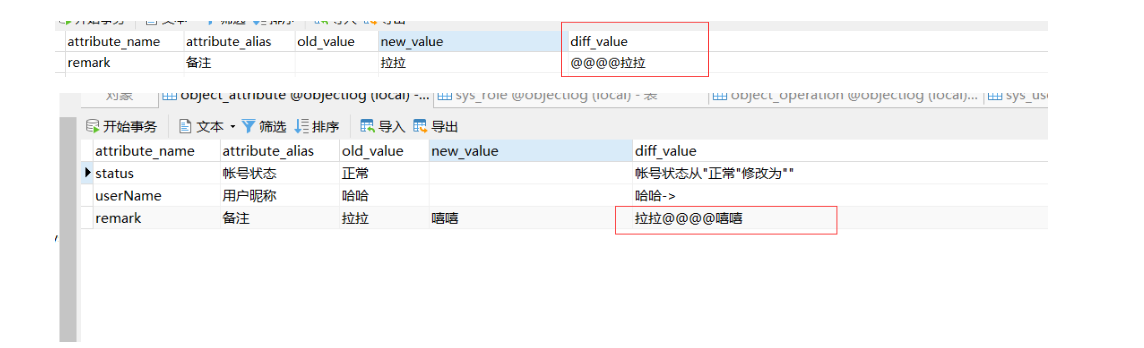 开始事务 文本 筛选 排序 导入 导出
attribute_name attribute_alias old_value new_value diff_value
remark 备注 拉拉 @@@@拉拉
对象 object_attribute @objectlog (local) -... sys_role @objectlog (local) - 表 object_operation @objectlog (local)... sys_us
开始事务 文本 筛选 排序 导入 导出
attribute_name attribute_alias old_value new_value diff_value
status 帐号状态 正常 帐号状态从"正常"修改为""
userName 用户昵称 哈哈 哈哈->
remark 备注 拉拉 嘻嘻 拉拉@@@@嘻嘻